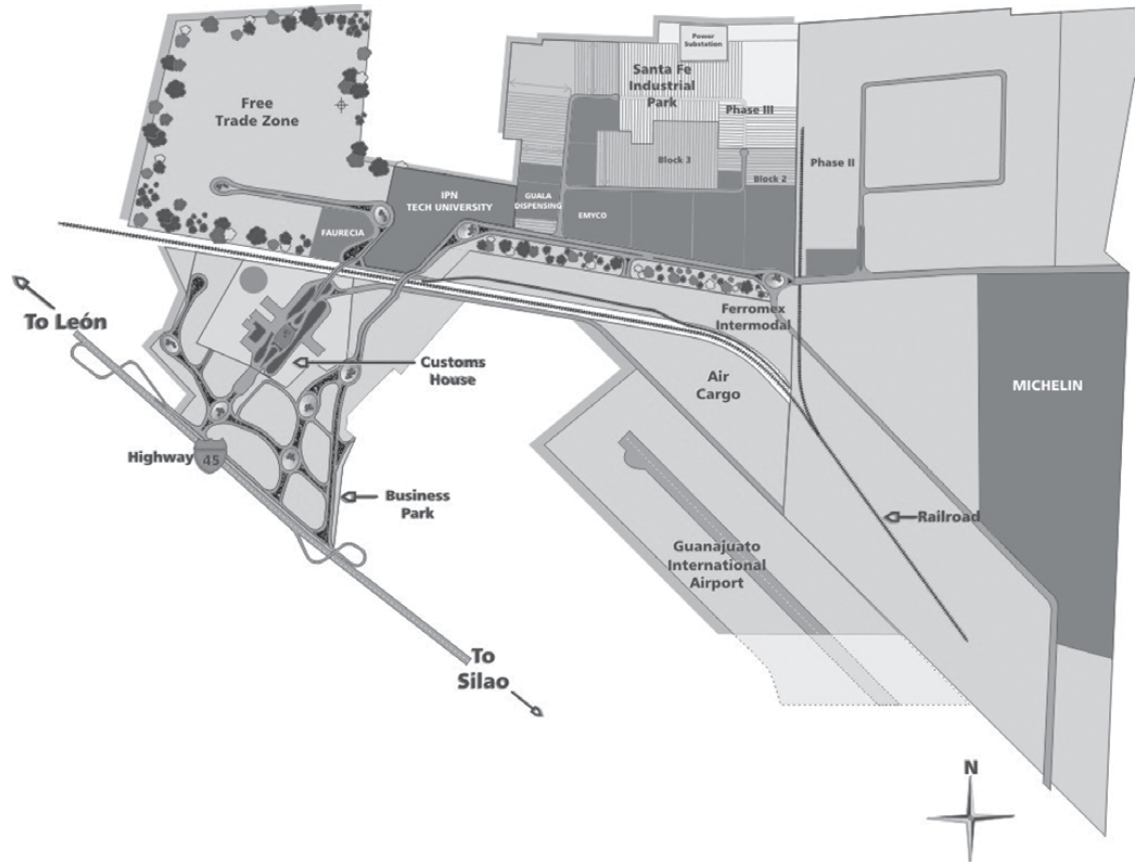 Power
Substation
Santa Fe
Industrial
Park
Free
Trade Zone
Phase III
Block 3
Phase II
Block 2
IPN
TECH UNIVERSITY
GUALA
DISPENSING
EMYCO
FAURECIA
To León
Ferromex
Intermodal
Customs
House
Air
Cargo
MICHELIN
Highway
45
Business
Park
Railroad
Guanajuato
International
Airport
To
Silao
N